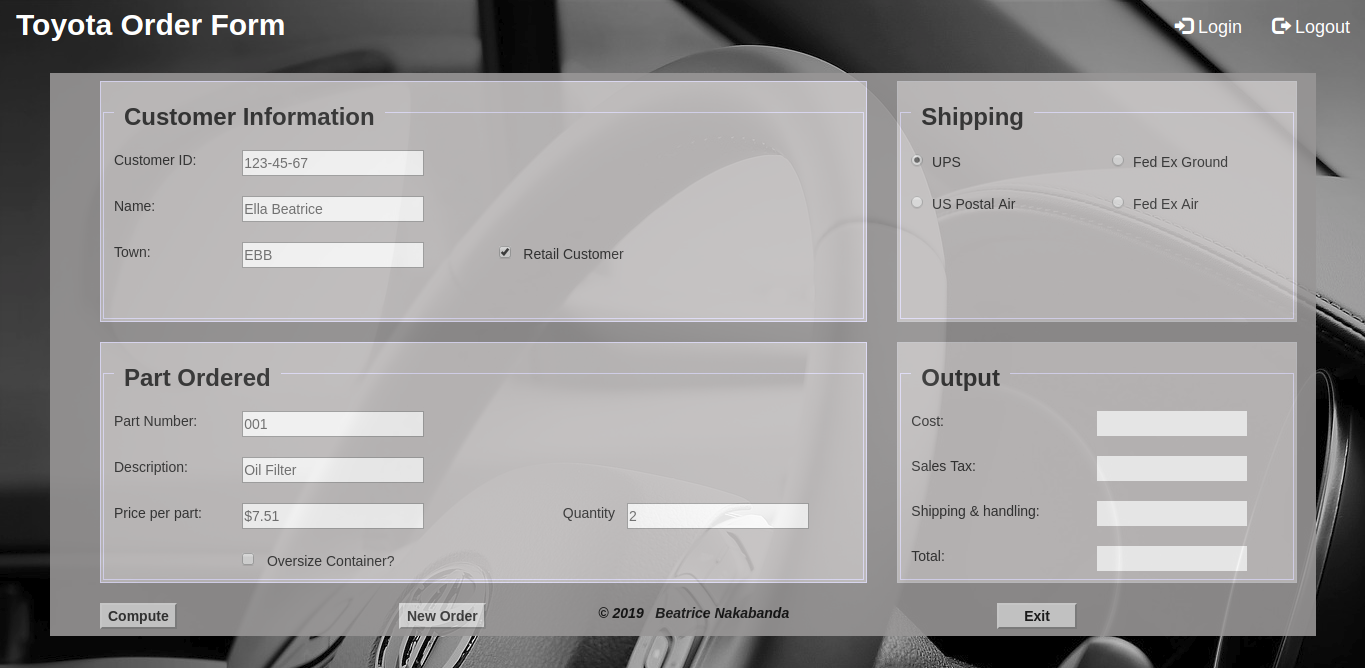 Toyota Order Form
Login Logout
Customer Information
Customer ID: 123-45-67
Name: Ella Beatrice
Town: EBB Retail Customer
Shipping
UPS Fed Ex Ground
US Postal Air Fed Ex Air
Part Ordered
Part Number: 001
Description: Oil Filter
Price per part: $7.51 Quantity 2
Oversize Container?
Output
Cost:
Sales Tax:
Shipping & handling:
Total:
Compute New Order © 2019 Beatrice Nakabanda Exit